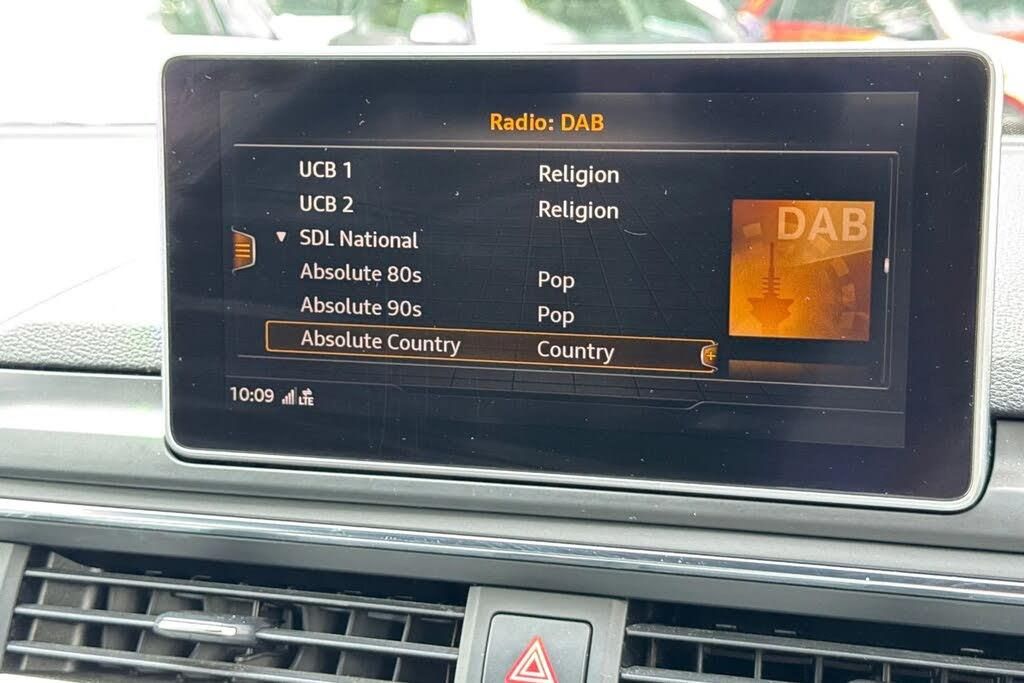 Radio: DAB
UCB 1 Religion
UCB 2 Religion
SDL National
Absolute 80s Pop
Absolute 90s Pop
Absolute Country Country
DAB
10:09 LTE